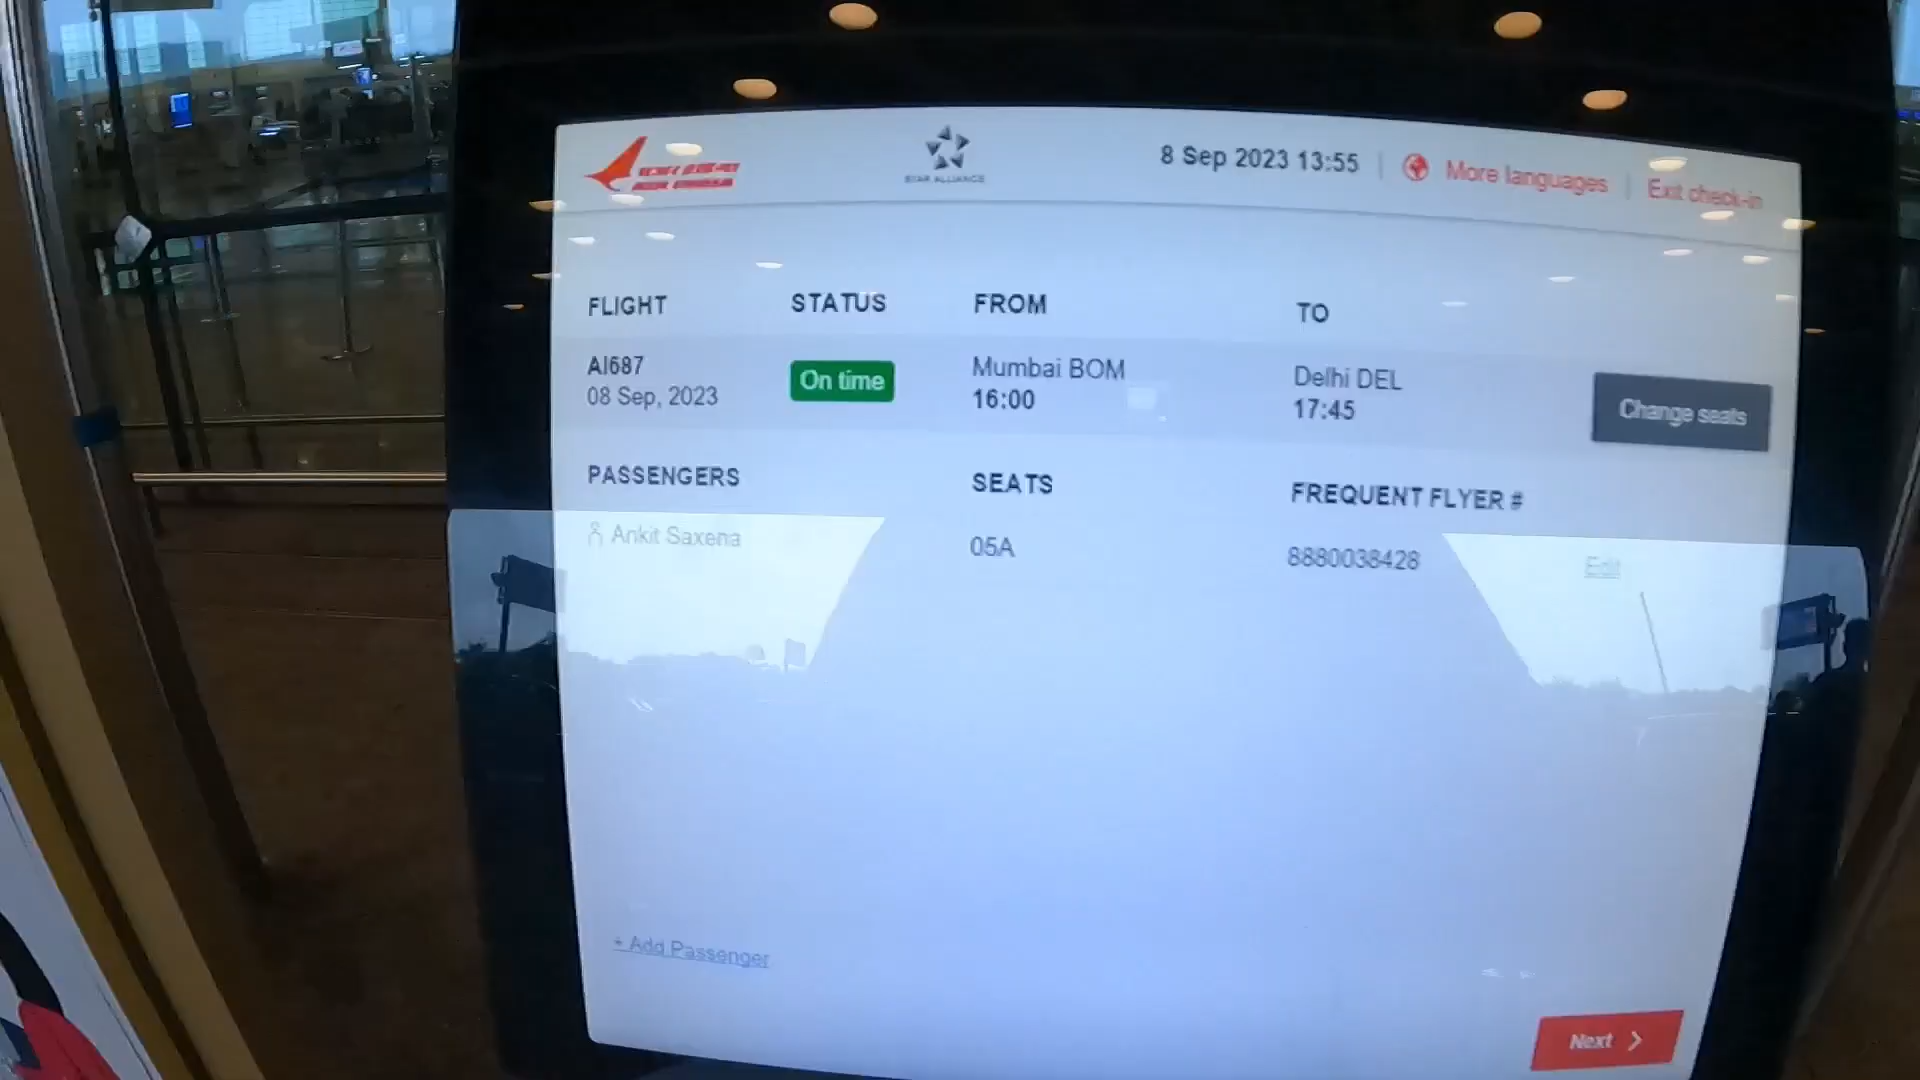 STAR ALLIANCE
8 Sep 2023 13:55
More languages
Exit check-in
FLIGHT STATUS FROM TO
AI687 On time Mumbai BOM Delhi DEL
08 Sep, 2023 16:00 17:45
Change seats
PASSENGERS SEATS FREQUENT FLYER #
Ankit Saxena 05A 8880038428 Edit
+ Add Passenger
Next